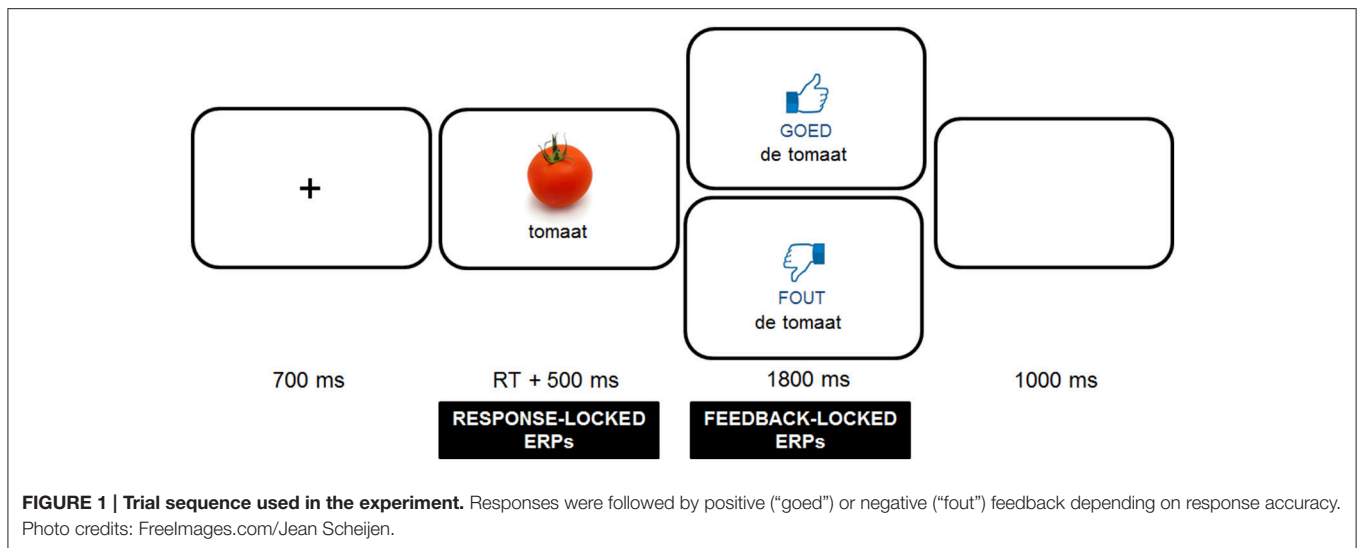 +
tomaat
GOED
de tomaat
FOUT
de tomaat
700 ms
RT + 500 ms
1800 ms
1000 ms
RESPONSE-LOCKED
ERPs
FEEDBACK-LOCKED
ERPs
FIGURE 1 | Trial sequence used in the experiment. Responses were followed by positive (“goed”) or negative (“fout”) feedback depending on response accuracy.
Photo credits: FreeImages.com/Jean Scheijen.